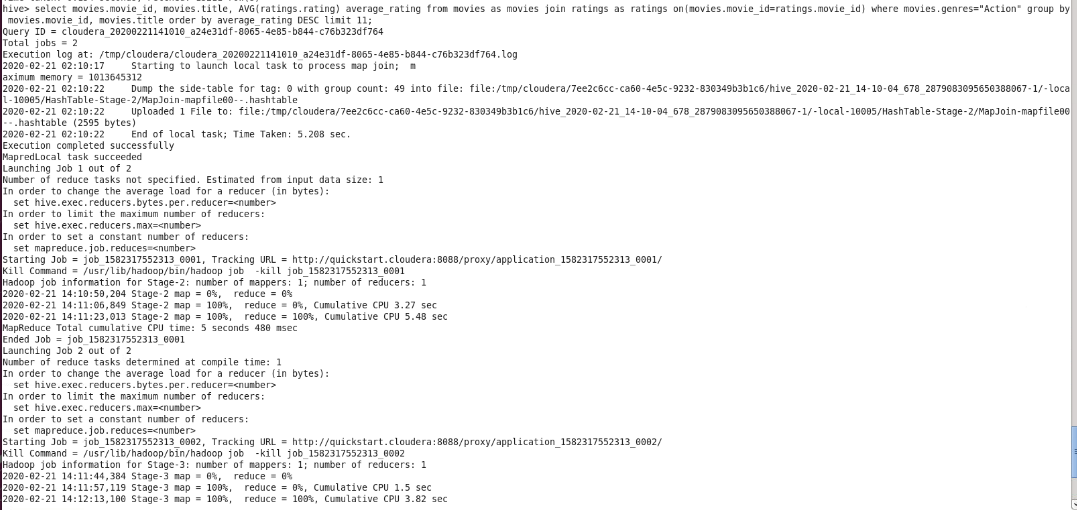 hive> select movies.movie_id, movies.title, AVG(ratings.rating) average_rating from movies as movies join ratings as ratings on(movies.movie_id=ratings.movie_id) where movies.genres="Action" group by
 movies.movie_id, movies.title order by average_rating DESC limit 11;
Query ID = cloudera_20200221141010_a24e31df-8065-4e85-b844-c76b323df764
Total jobs = 2
Execution log at: /tmp/cloudera/cloudera_20200221141010_a24e31df-8065-4e85-b844-c76b323df764.log
2020-02-21 02:10:17     Starting to launch local task to process map join;  m
aximum memory = 1013645312
2020-02-21 02:10:22     Dump the side-table for tag: 0 with group count: 49 into file: file:/tmp/cloudera/7ee2c6cc-ca60-4e5c-9232-830349b3b1c6/hive_2020-02-21_14-10-04_678_2879083095650388067-1/-loca
l-10005/HashTable-Stage-2/MapJoin-mapfile00--.hashtable
2020-02-21 02:10:22     Uploaded 1 File to: file:/tmp/cloudera/7ee2c6cc-ca60-4e5c-9232-830349b3b1c6/hive_2020-02-21_14-10-04_678_2879083095650388067-1/-local-10005/HashTable-Stage-2/MapJoin-mapfile00
--.hashtable (2595 bytes)
2020-02-21 02:10:22     End of local task; Time Taken: 5.208 sec.
Execution completed successfully
MapredLocal task succeeded
Launching Job 1 out of 2
Number of reduce tasks not specified. Estimated from input data size: 1
In order to change the average load for a reducer (in bytes):
  set hive.exec.reducers.bytes.per.reducer=<number>
In order to limit the maximum number of reducers:
  set hive.exec.reducers.max=<number>
In order to set a constant number of reducers:
  set mapreduce.job.reduces=<number>
Starting Job = job_1582317552313_0001, Tracking URL = http://quickstart.cloudera:8088/proxy/application_1582317552313_0001/
Kill Command = /usr/lib/hadoop/bin/hadoop job  -kill job_1582317552313_0001
Hadoop job information for Stage-2: number of mappers: 1; number of reducers: 1
2020-02-21 14:10:50,204 Stage-2 map = 0%,  reduce = 0%
2020-02-21 14:11:06,849 Stage-2 map = 100%,  reduce = 0%, Cumulative CPU 3.27 sec
2020-02-21 14:11:23,013 Stage-2 map = 100%,  reduce = 100%, Cumulative CPU 5.48 sec
MapReduce Total cumulative CPU time: 5 seconds 480 msec
Ended Job = job_1582317552313_0001
Launching Job 2 out of 2
Number of reduce tasks determined at compile time: 1
In order to change the average load for a reducer (in bytes):
  set hive.exec.reducers.bytes.per.reducer=<number>
In order to limit the maximum number of reducers:
  set hive.exec.reducers.max=<number>
In order to set a constant number of reducers:
  set mapreduce.job.reduces=<number>
Starting Job = job_1582317552313_0002, Tracking URL = http://quickstart.cloudera:8088/proxy/application_1582317552313_0002/
Kill Command = /usr/lib/hadoop/bin/hadoop job  -kill job_1582317552313_0002
Hadoop job information for Stage-3: number of mappers: 1; number of reducers: 1
2020-02-21 14:11:44,384 Stage-3 map = 0%,  reduce = 0%
2020-02-21 14:11:57,119 Stage-3 map = 100%,  reduce = 0%, Cumulative CPU 1.5 sec
2020-02-21 14:12:13,100 Stage-3 map = 100%,  reduce = 100%, Cumulative CPU 3.82 sec